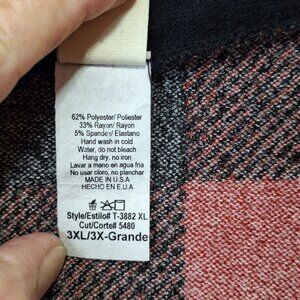 62% Polyester/ Poliester
33% Rayon/ Rayon
5% Spandex/ Elastano
Hand wash in cold
Water, do not bleach
Hang dry, no iron
Lavar a mano en agua fria
No usar cloro, no planchar
MADE IN U.S.A
HECHO EN E.U.A
Style/Estilo# T-3882 XL
Cut/Corte# 5480
3XL/3X-Grande